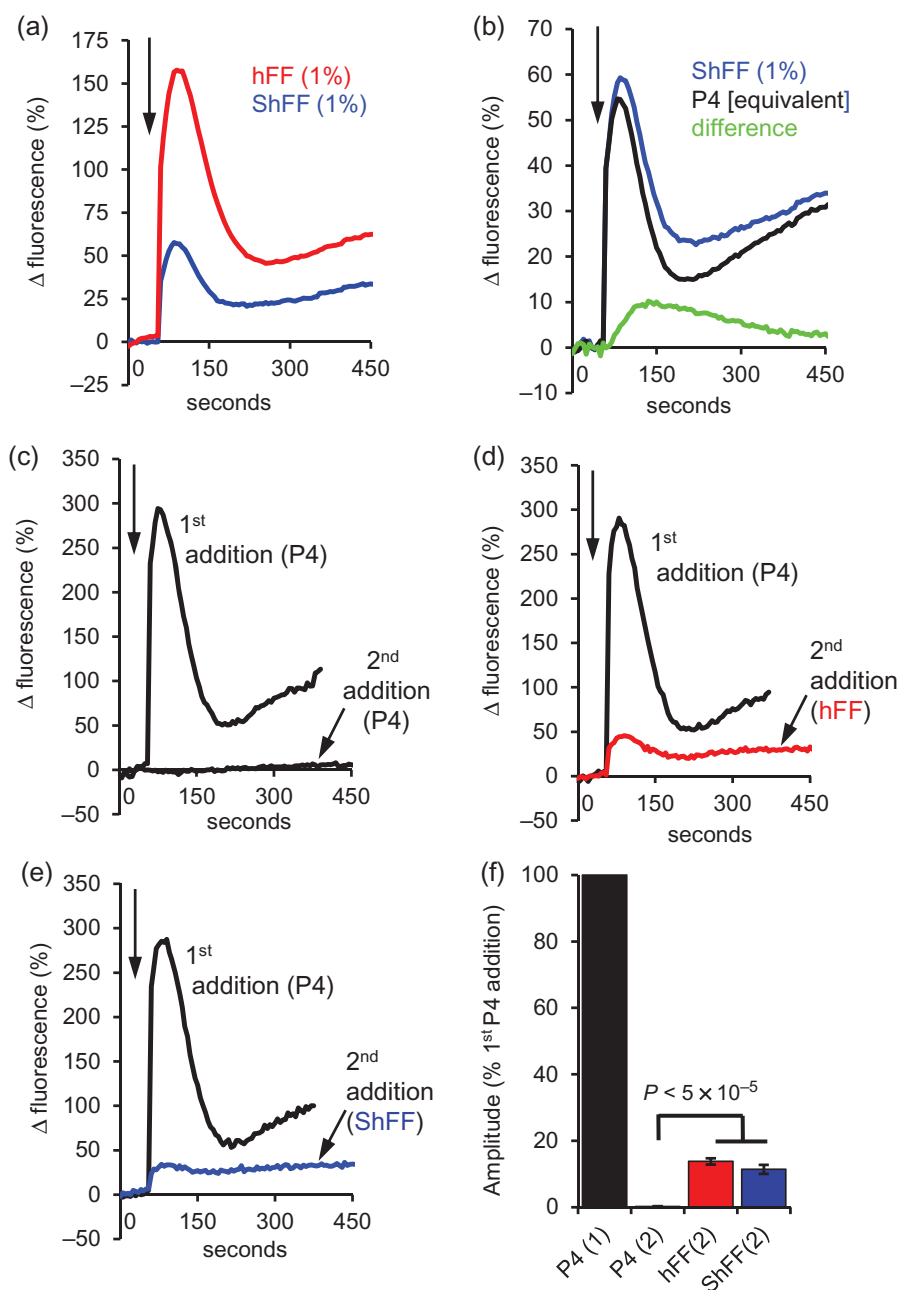 (a)
175
150
125
100
75
50
25
0
–25
Δ fluorescence (%)
hFF (1%)
ShFF (1%)
0 150 300 450
seconds
(b)
70
60
50
40
30
20
10
0
–10
Δ fluorescence (%)
ShFF (1%)
P4 [equivalent]
difference
0 150 300 450
seconds
(c)
350
300
250
200
150
100
50
0
–50
Δ fluorescence (%)
1st
addition (P4)
2nd
addition
(P4)
0 150 300 450
seconds
(d)
350
300
250
200
150
100
50
0
–50
Δ fluorescence (%)
1st
addition (P4)
2nd
addition
(hFF)
0 150 300 450
seconds
(e)
350
300
250
200
150
100
50
0
–50
Δ fluorescence (%)
1st
addition (P4)
2nd
addition
(ShFF)
0 150 300 450
seconds
(f)
100
80
60
40
20
0
Amplitude (% 1st P4 addition)
P < 5 × 10–5
P4 (1)
P4 (2)
hFF(2)
ShFF(2)